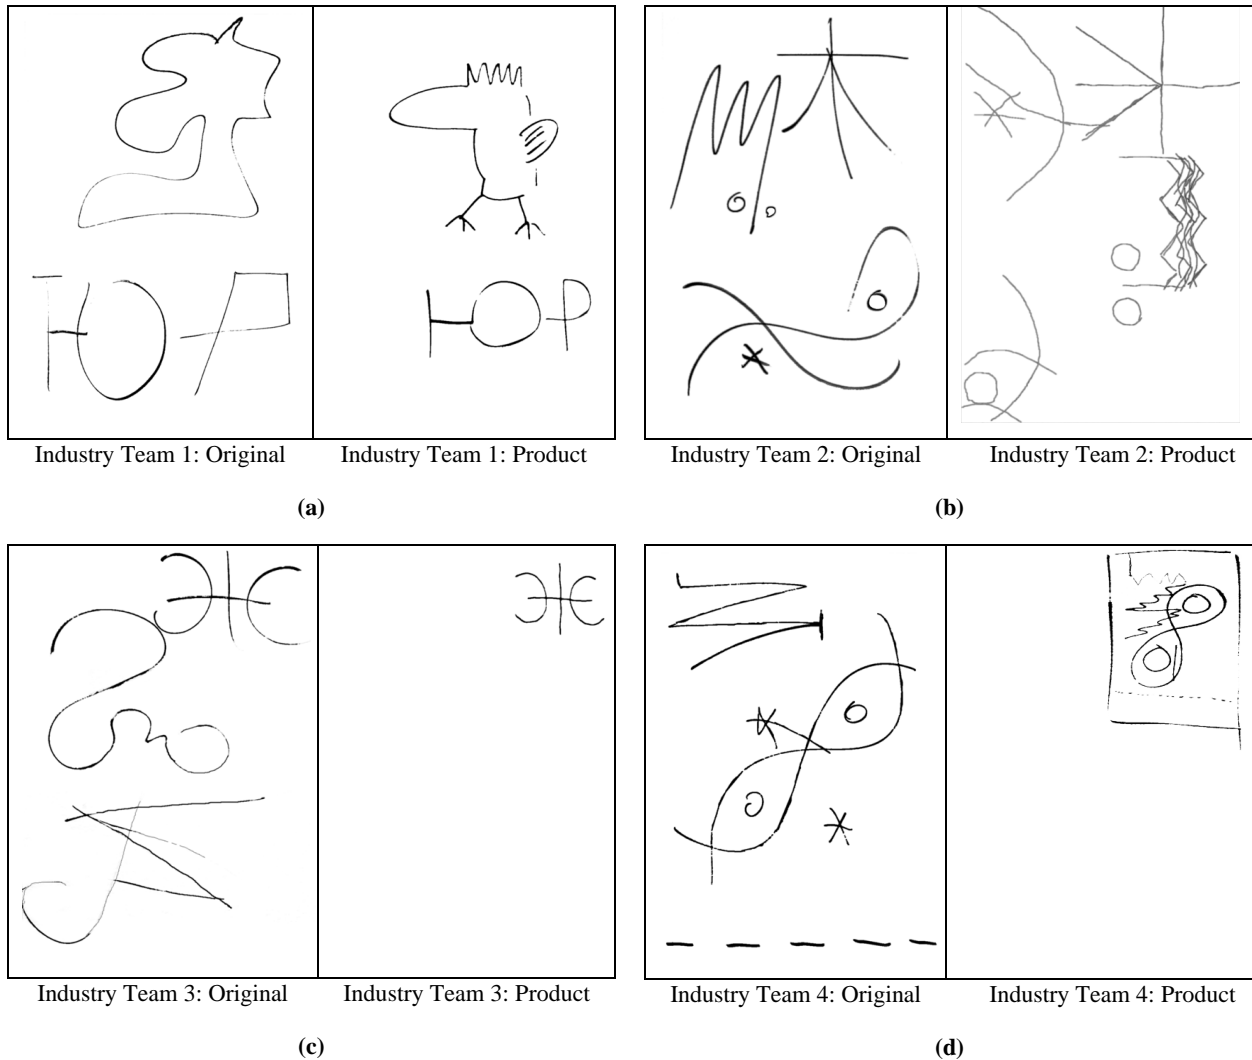 Industry Team 1: Original
Industry Team 1: Product
(a)
Industry Team 2: Original
Industry Team 2: Product
(b)
Industry Team 3: Original
Industry Team 3: Product
(c)
Industry Team 4: Original
Industry Team 4: Product
(d)